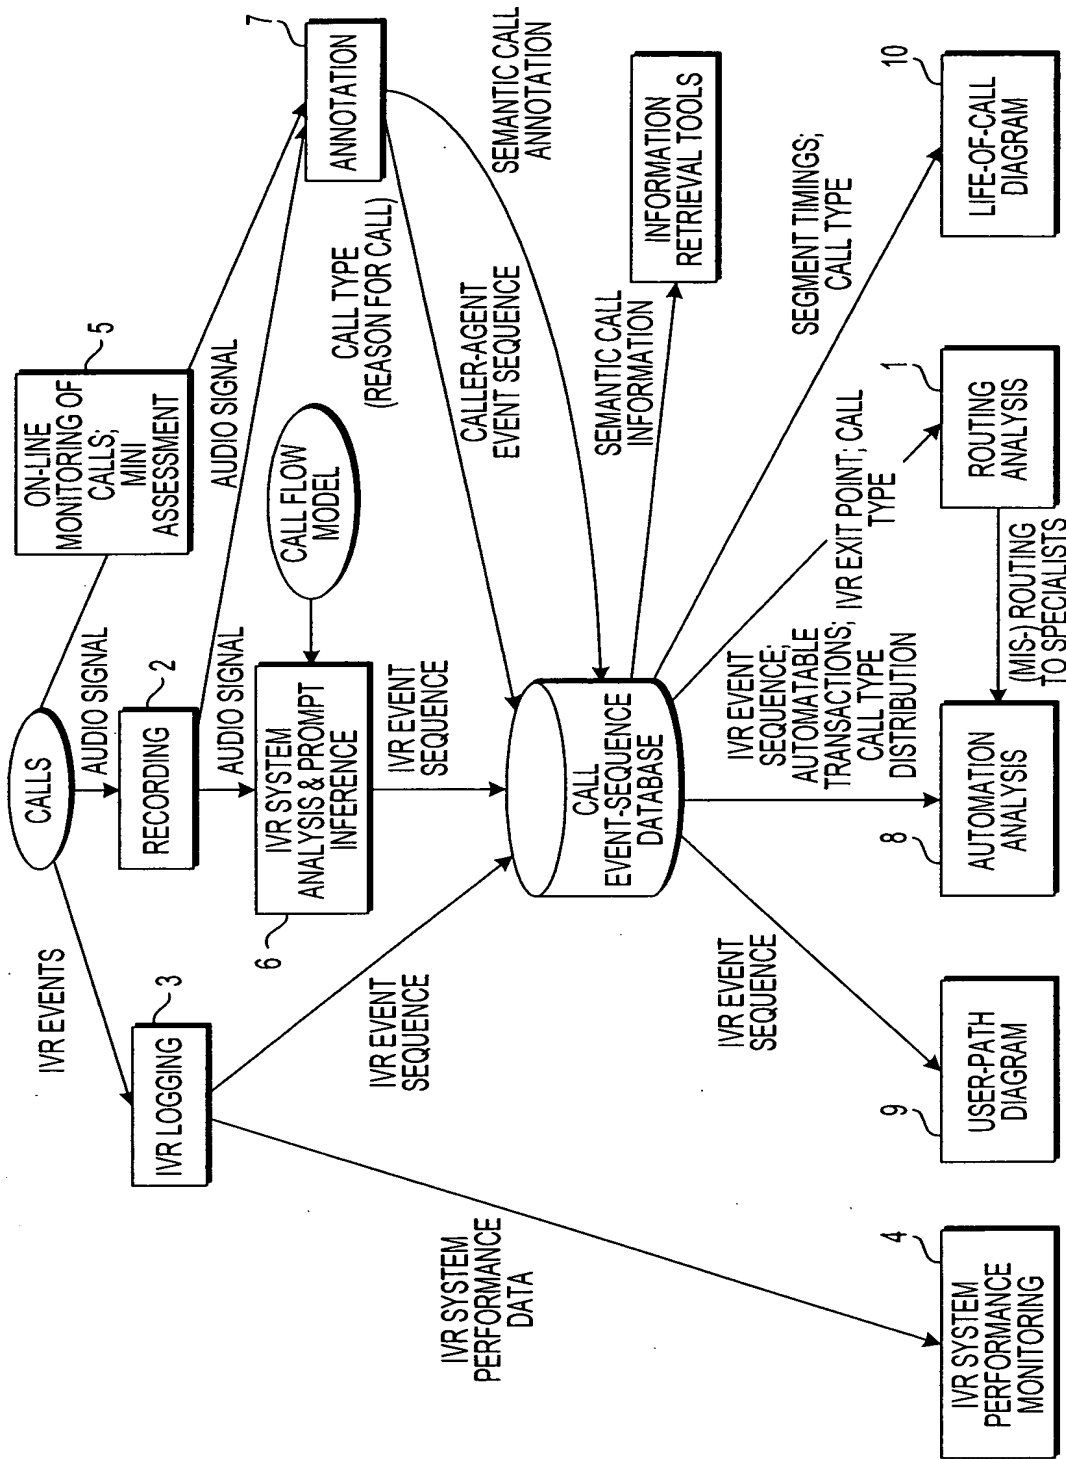 CALLS
IVR EVENTS
AUDIO SIGNAL
ON-LINE
MONITORING OF
CALLS;
MINI
ASSESSMENT
5
3
IVR LOGGING
2
RECORDING
AUDIO SIGNAL
AUDIO SIGNAL
7
ANNOTATION
6
IVR SYSTEM
ANALYSIS & PROMPT
INFERENCE
CALL FLOW
MODEL
CALL TYPE
(REASON FOR CALL)
SEMANTIC CALL
ANNOTATION
IVR EVENT
SEQUENCE
IVR EVENT
SEQUENCE
CALLER-AGENT
EVENT SEQUENCE
CALL
EVENT-SEQUENCE
DATABASE
SEMANTIC CALL
INFORMATION
INFORMATION
RETRIEVAL TOOLS
IVR SYSTEM
PERFORMANCE
DATA
IVR EVENT
SEQUENCE
IVR EVENT
SEQUENCE;
AUTOMATABLE
TRANSACTIONS;
CALL TYPE
DISTRIBUTION
IVR EXIT POINT; CALL
TYPE
SEGMENT TIMINGS;
CALL TYPE
4
IVR SYSTEM
PERFORMANCE
MONITORING
9
USER-PATH
DIAGRAM
8
AUTOMATION
ANALYSIS
(MIS-) ROUTING
TO SPECIALISTS
1
ROUTING
ANALYSIS
10
LIFE-OF-CALL
DIAGRAM